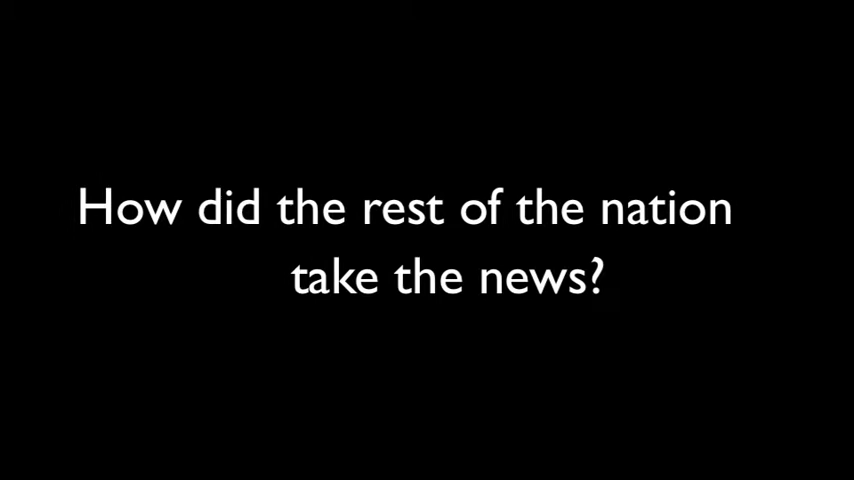 How did the rest of the nation
take the news?